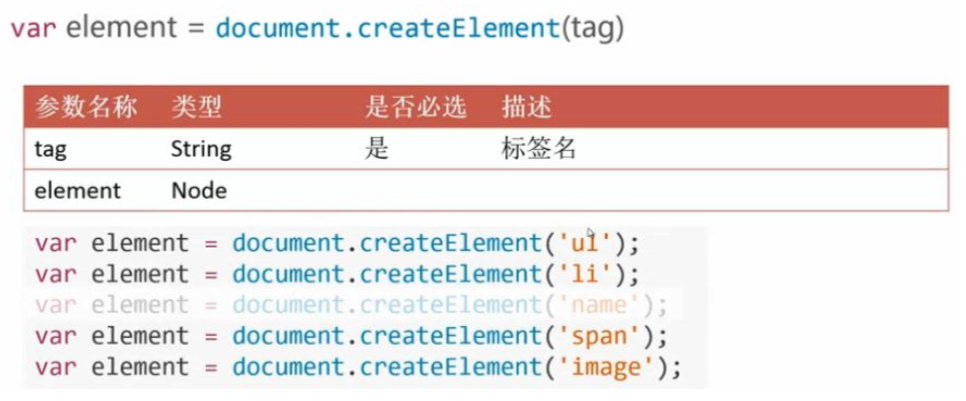 var element = document.createElement(tag)
参数名称 类型 是否必选 描述
tag String 是 标签名
element Node
var element = document.createElement('ul');
var element = document.createElement('li');
var element = document.createElement('name');
var element = document.createElement('span');
var element = document.createElement('image');